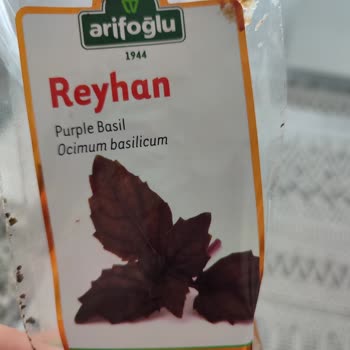 arifoğlu
1944
Reyhan
Purple Basil
Ocimum basilicum